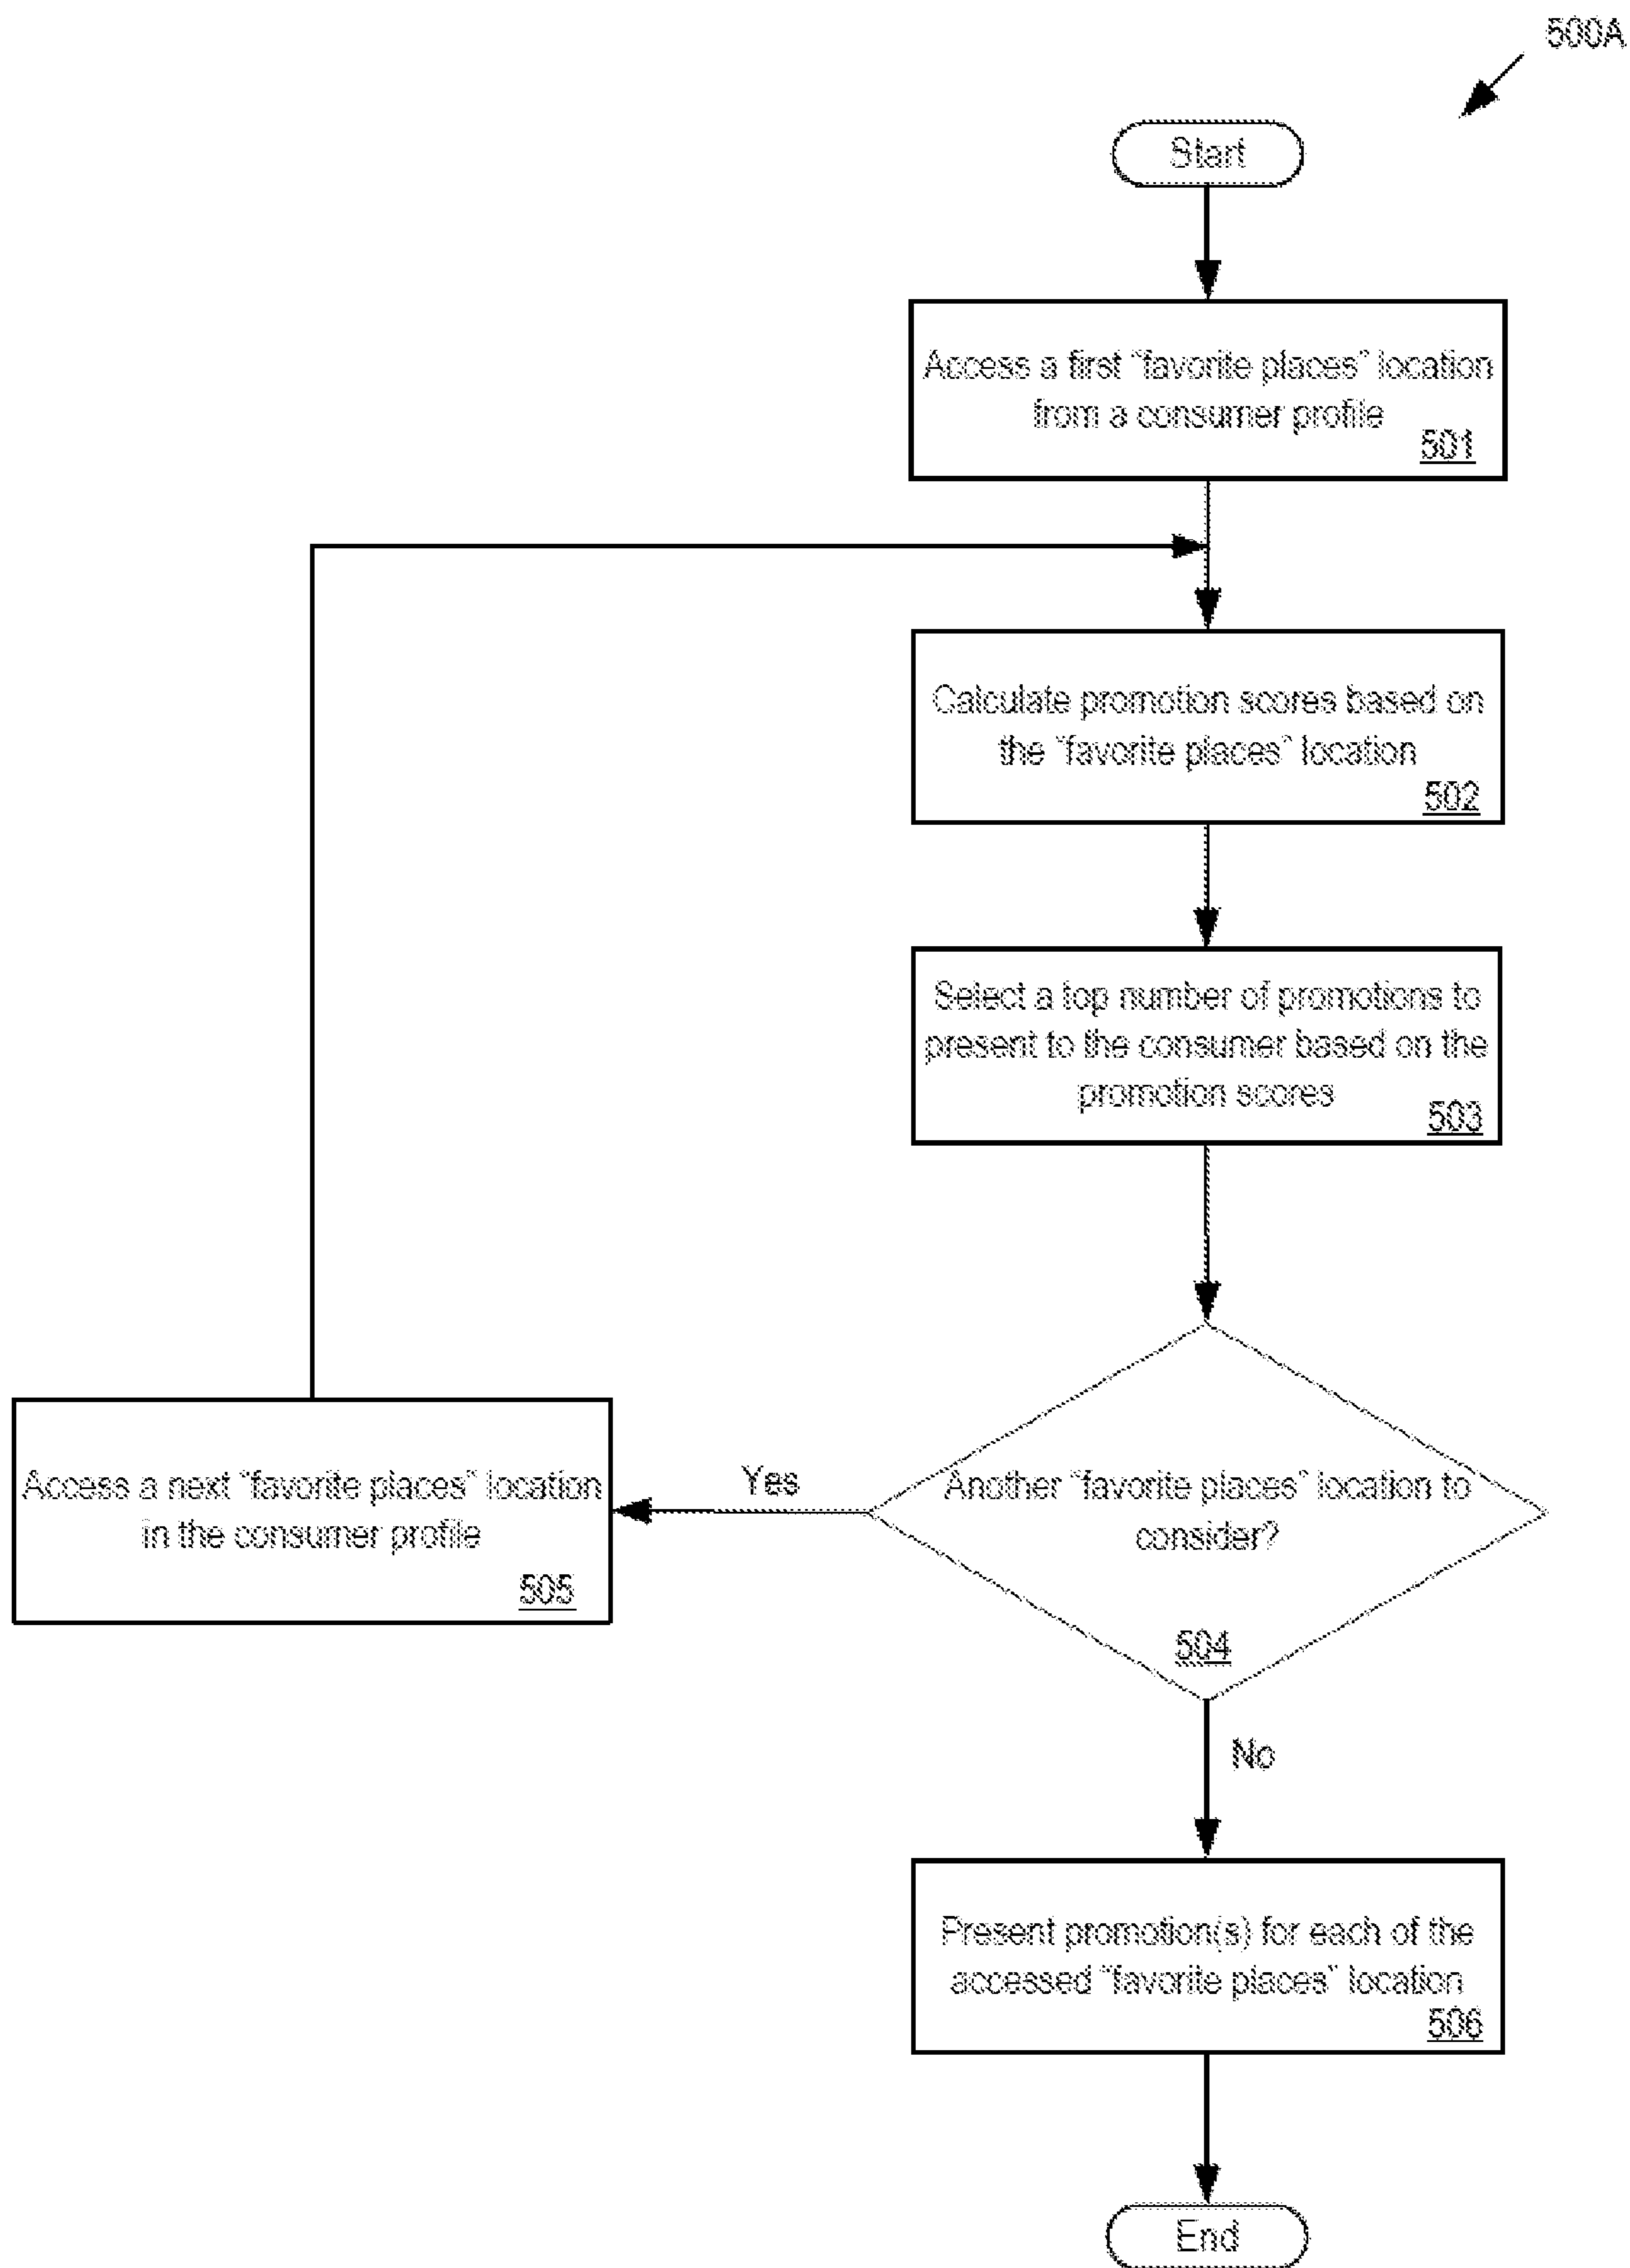 500A
Start
Access a first "favorite places" location
from a consumer profile
501
Calculate promotion scores based on
the "favorite places" location
502
Select a top number of promotions to
present to the consumer based on the
promotion scores
503
Another "favorite places" location to
consider?
504
Yes
Access a next "favorite places" location
in the consumer profile
505
No
Present promotion(s) for each of the
accessed "favorite places" location
506
End